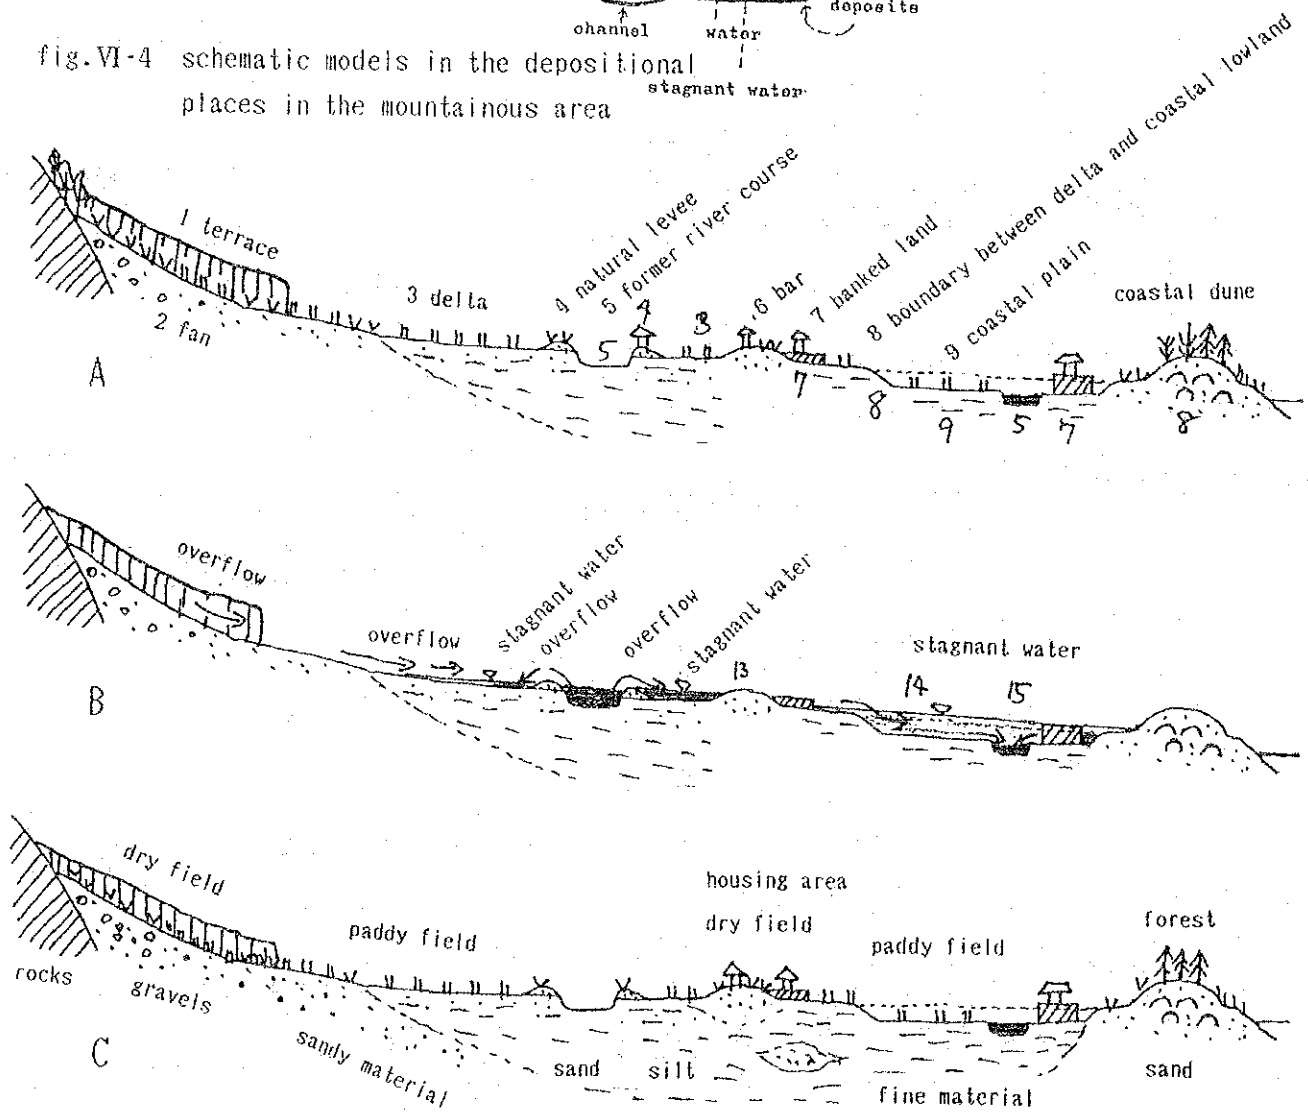 deposits
channel
water
stagnant water
fig.VI-4 schematic models in the depositional
places in the mountainous area
1 terrace
2 fan
3 delta
4 natural levee
5 former river course
4
5
3
6 bar
7 banked land
8 boundary between delta and coastal lowland
9 coastal plain
coastal dune
7
8
9
5
7
8
A
overflow
overflow
stagnant water
overflow
overflow
stagnant water
13
14
15
stagnant water
B
dry field
paddy field
housing area
dry field
paddy field
forest
rocks
gravels
sandy material
sand
silt
fine material
sand
C